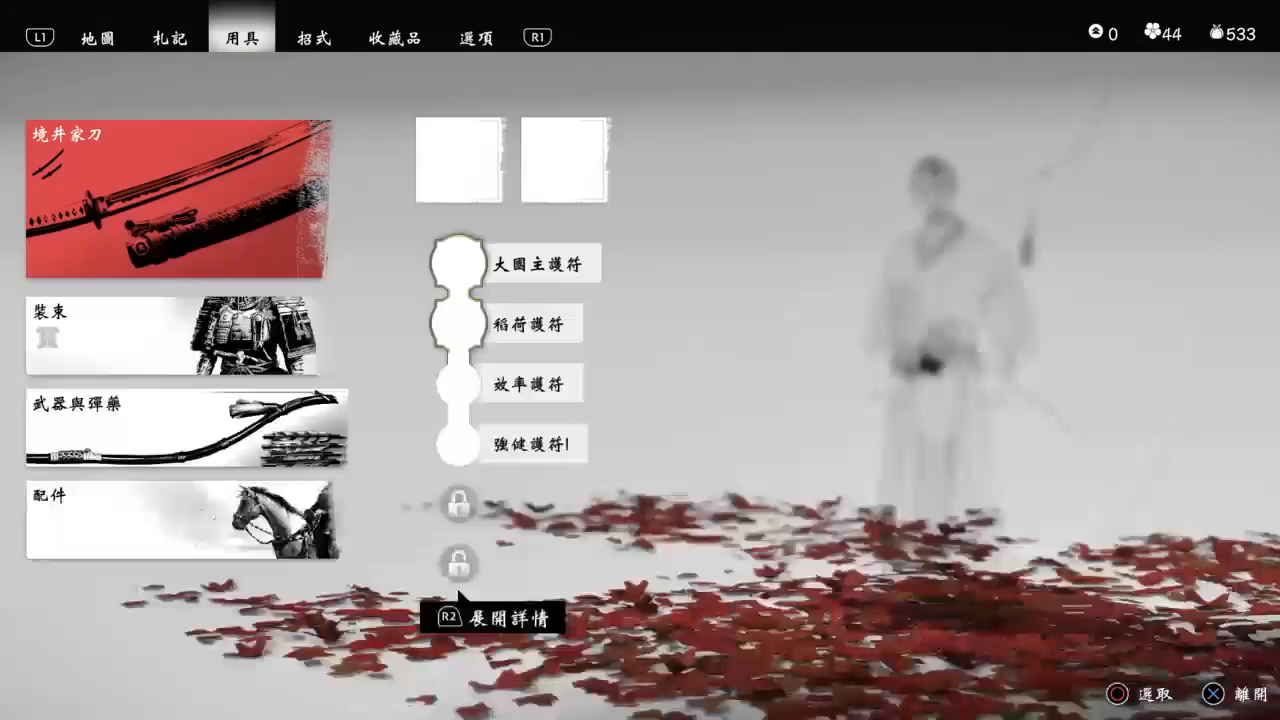 L1 地圖 札記 用具 招式 收藏品 選項 R1 0 44 533
境井家刀
裝束
武器與彈藥
配件
大國主護符
稻荷護符
效率護符
強健護符I
R2 展開詳情
選取 離開